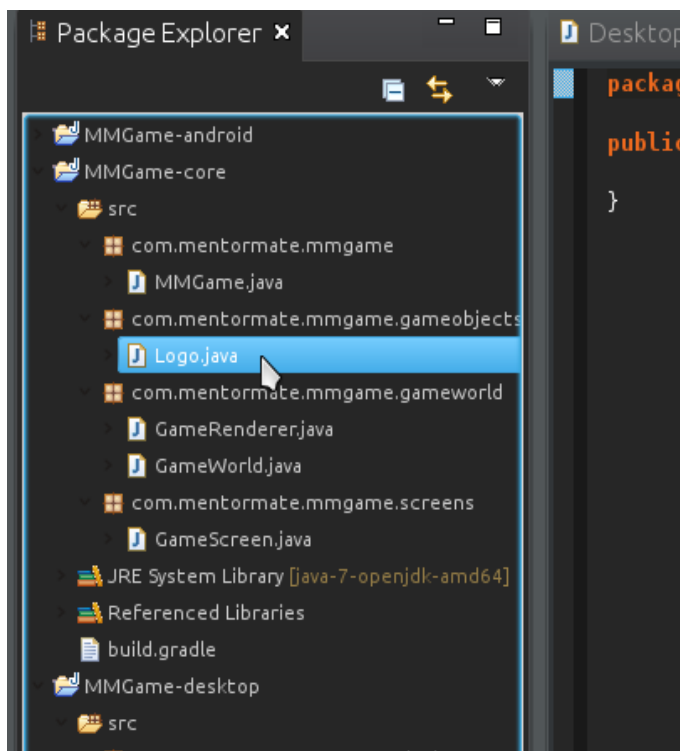 Package Explorer
Desktop
MMGame-android
MMGame-core
src
com.mentormate.mmgame
MMGame.java
com.mentormate.mmgame.gameobjects
Logo.java
com.mentormate.mmgame.gameworld
GameRenderer.java
GameWorld.java
com.mentormate.mmgame.screens
GameScreen.java
JRE System Library [java-7-openjdk-amd64]
Referenced Libraries
build.gradle
MMGame-desktop
src
packag
public
}